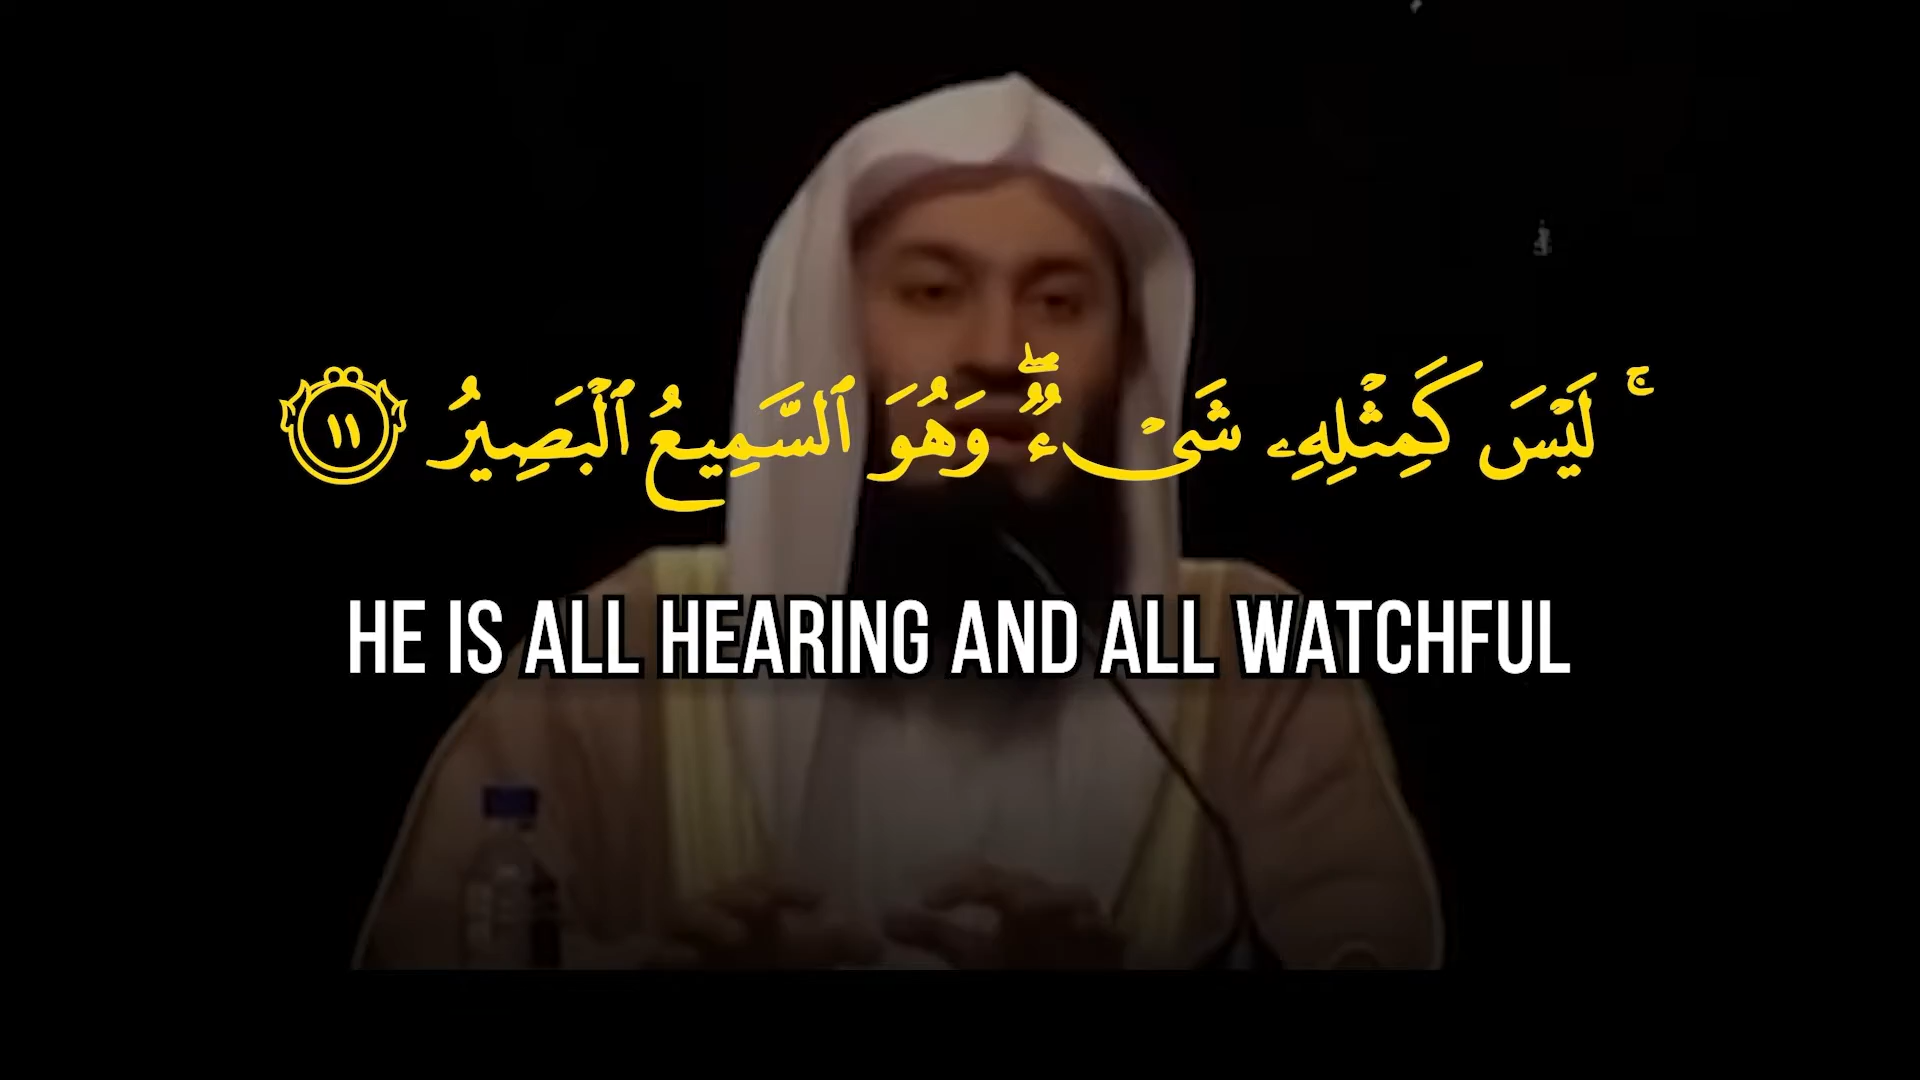 ۚ لَيْسَ كَمِثْلِهِۦ شَىْءٌۭ ۖ وَهُوَ ٱلسَّمِيعُ ٱلْبَصِيرُ ١١
HE IS ALL HEARING AND ALL WATCHFUL